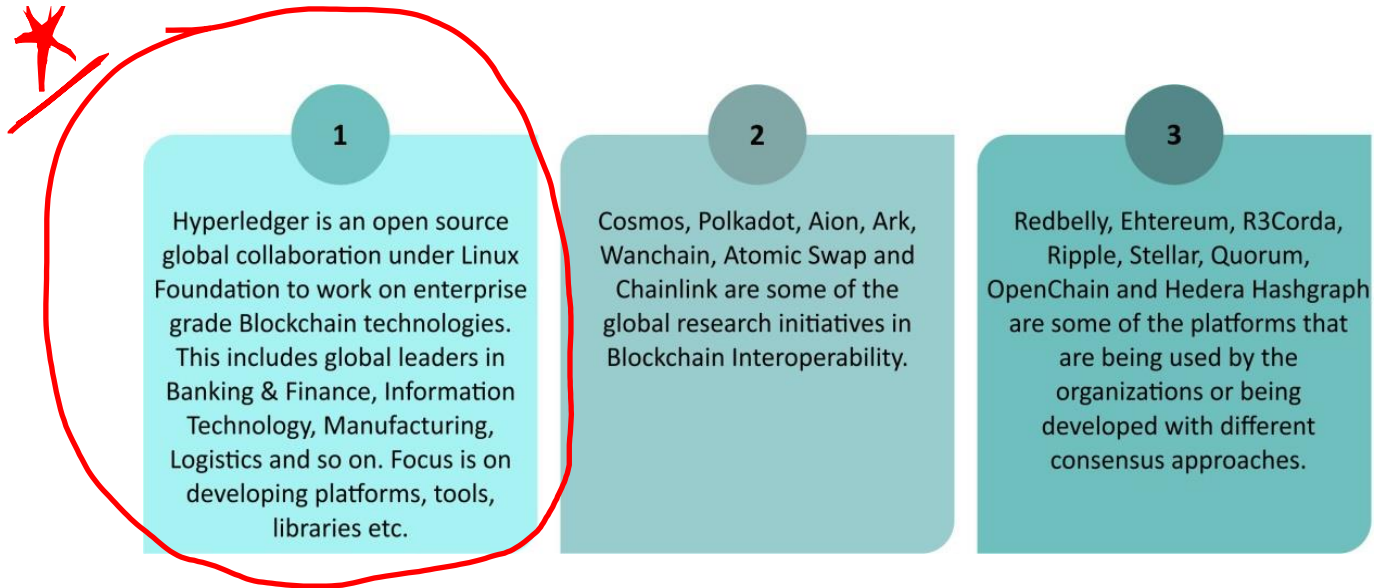 1
Hyperledger is an open source
global collaboration under Linux
Foundation to work on enterprise
grade Blockchain technologies.
This includes global leaders in
Banking & Finance, Information
Technology, Manufacturing,
Logistics and so on. Focus is on
developing platforms, tools,
libraries etc.
2
Cosmos, Polkadot, Aion, Ark,
Wanchain, Atomic Swap and
Chainlink are some of the
global research initiatives in
Blockchain Interoperability.
3
Redbelly, Ehtereum, R3Corda,
Ripple, Stellar, Quorum,
OpenChain and Hedera Hashgraph
are some of the platforms that
are being used by the
organizations or being
developed with different
consensus approaches.